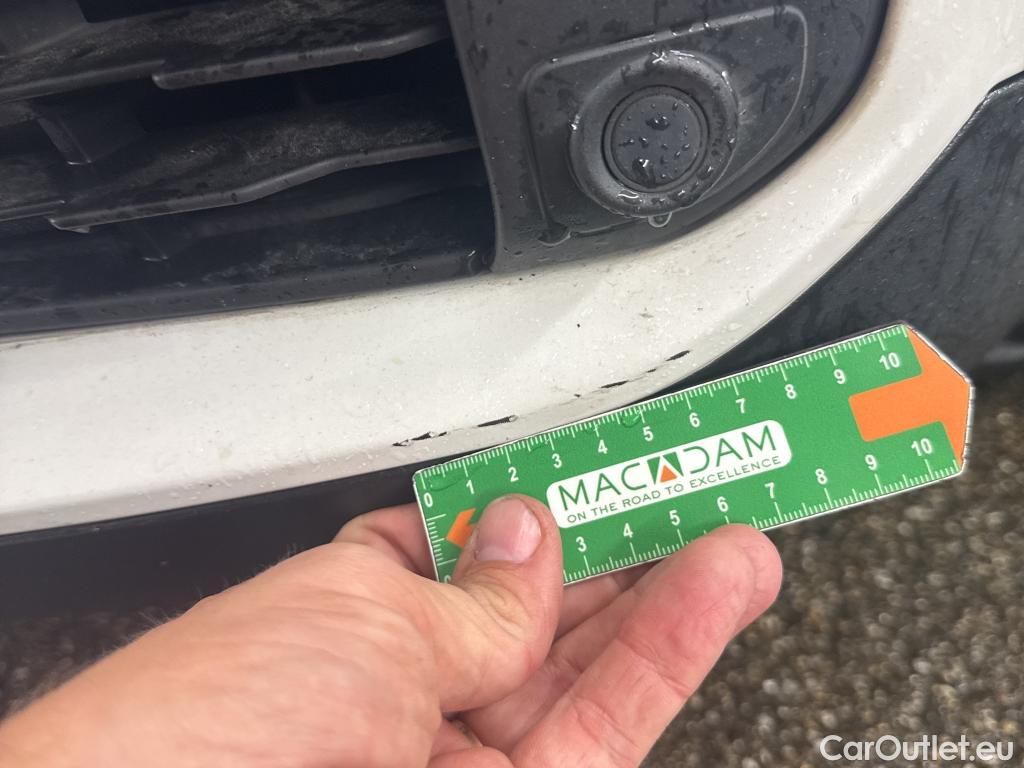 0 1 2 3 4 5 6 7 8 9 10
MACADAM
ON THE ROAD TO EXCELLENCE
3 4 5 6 7 8 9 10
CarOutlet.eu